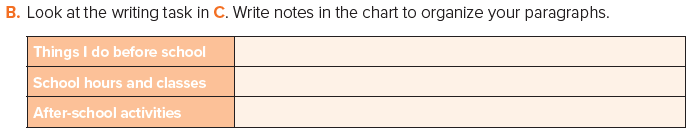 B. Look at the writing task in C. Write notes in the chart to organize your paragraphs.
Things I do before school
School hours and classes
After-school activities